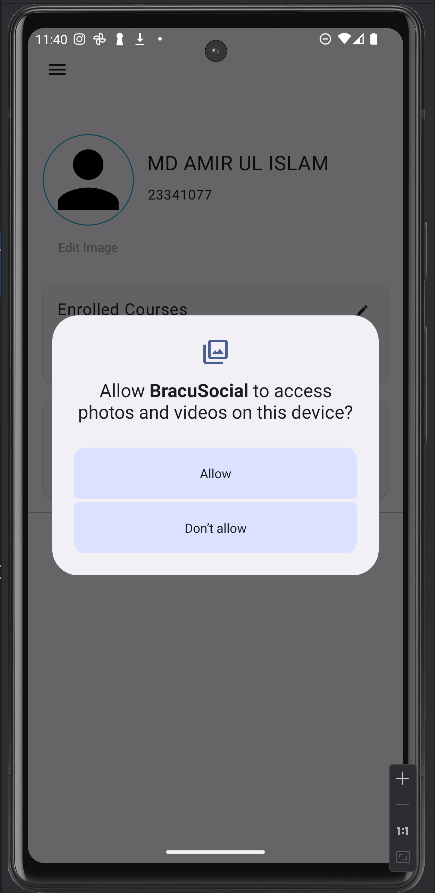 11:40
MD AMIR UL ISLAM
23341077
Edit Image
Enrolled Courses
Allow BracuSocial to access
photos and videos on this device?
Allow
Don't allow
1:1